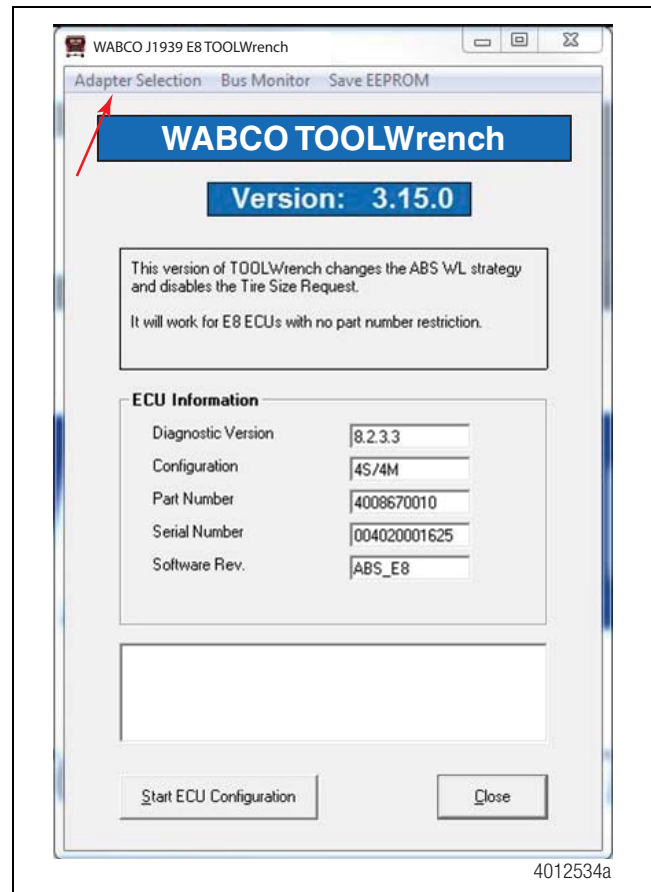 WABCO J1939 E8 TOOLWrench
Adapter Selection Bus Monitor Save EEPROM
WABCO TOOLWrench
Version: 3.15.0
This version of TOOLWrench changes the ABS WL strategy
and disables the Tire Size Request.
It will work for E8 ECUs with no part number restriction.
ECU Information
Diagnostic Version 8.2.3.3
Configuration 4S/4M
Part Number 4008670010
Serial Number 004020001625
Software Rev. ABS_E8
Start ECU Configuration Close
4012534a